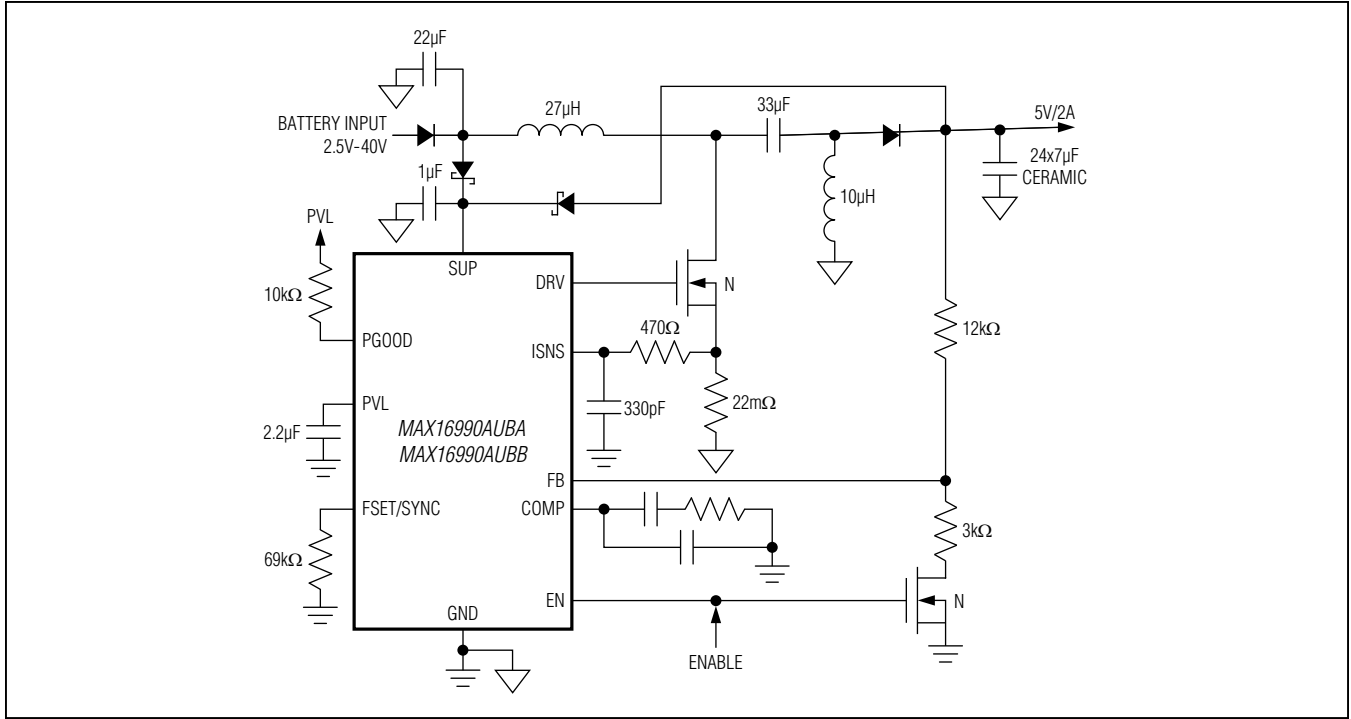 22µF
BATTERY INPUT
2.5V-40V
27µH
33µF
5V/2A
24x7µF
CERAMIC
1µF
10µH
PVL
SUP
10kΩ
DRV
N
12kΩ
PGOOD
ISNS
470Ω
PVL
330pF
22mΩ
2.2µF
MAX16990AUBA
MAX16990AUBB
FB
FSET/SYNC
COMP
3kΩ
69kΩ
EN
N
GND
ENABLE